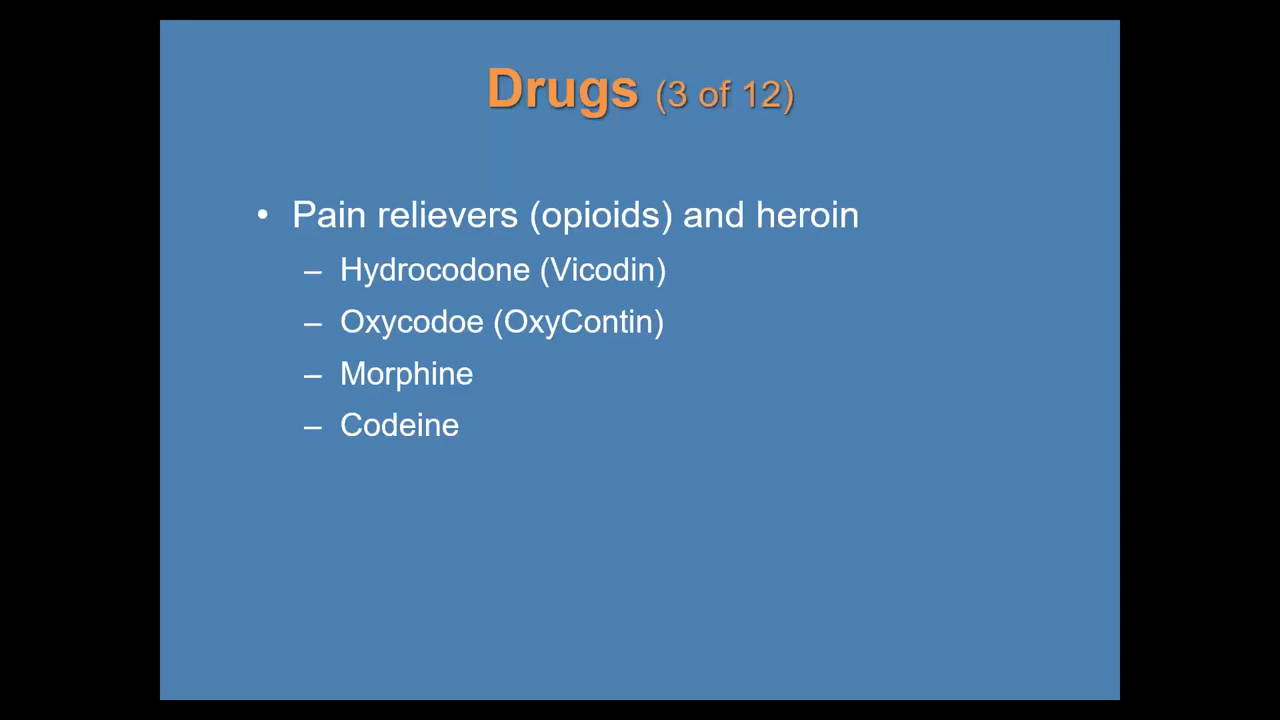 Drugs (3 of 12)
• Pain relievers (opioids) and heroin
– Hydrocodone (Vicodin)
– Oxycodoe (OxyContin)
– Morphine
– Codeine